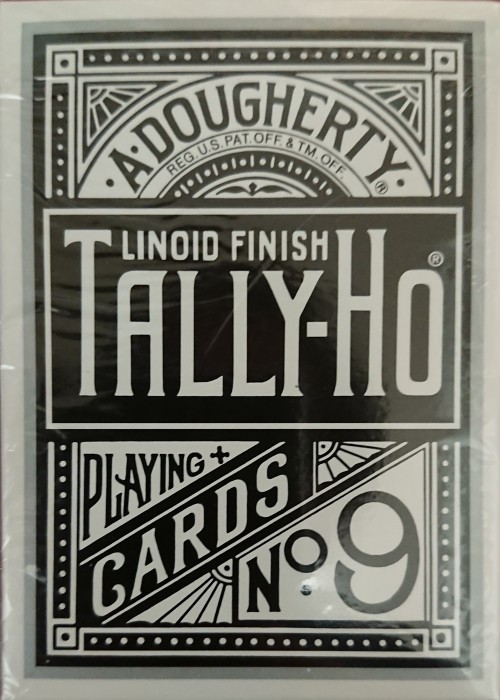 A·DOUGHERTY·®
REG. U.S. PAT. OFF. & TM. OFF.
LINOID FINISH
TALLY-HO®
PLAYING +
CARDS
Nº 9